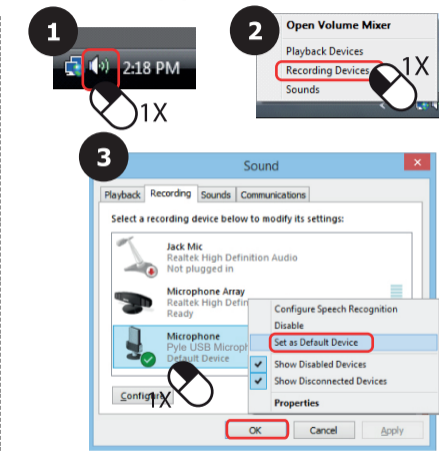 1
2:18 PM
1X
2
Open Volume Mixer
Playback Devices
Recording Devices
1X
Sounds
3
Sound
Playback Recording Sounds Communications
Select a recording device below to modify its settings:
Jack Mic
Realtek High Definition Audio
Not plugged in
Microphone Array
Realtek High Defin
Ready
Microphone
Pyle USB Microph
Default Device
Configure Speech Recognition
Disable
Set as Default Device
Show Disabled Devices
Show Disconnected Devices
Properties
Configure
1X
OK Cancel Apply